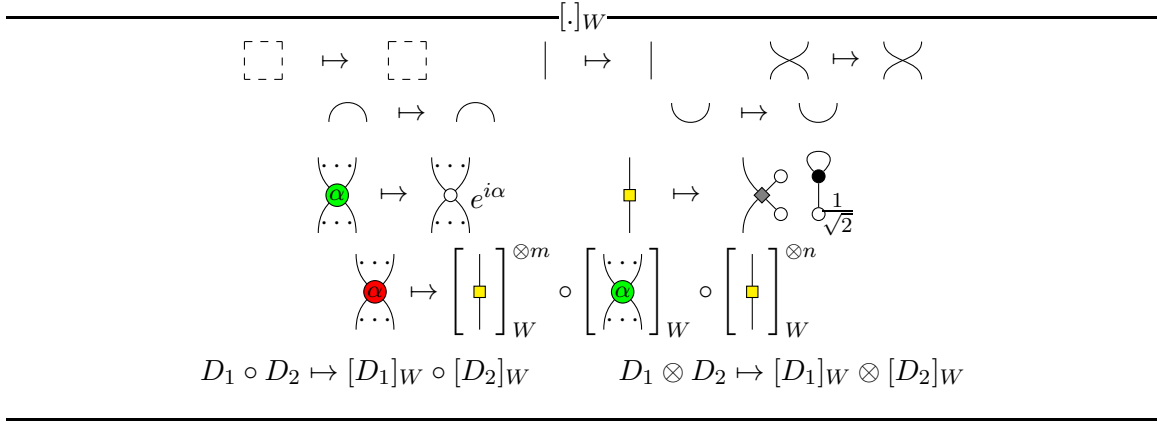 [.]_W
↦ ↦ ↦
↦ ↦
⋯ α ⋯ ↦ ⋯ ⋯ e^{iα} ↦ 1/√2
⋯ α ⋯ ↦ [ ]_W^{⊗m} ∘ [⋯ α ⋯]_W ∘ [ ]_W^{⊗n}
D_1 ∘ D_2 ↦ [D_1]_W ∘ [D_2]_W D_1 ⊗ D_2 ↦ [D_1]_W ⊗ [D_2]_W